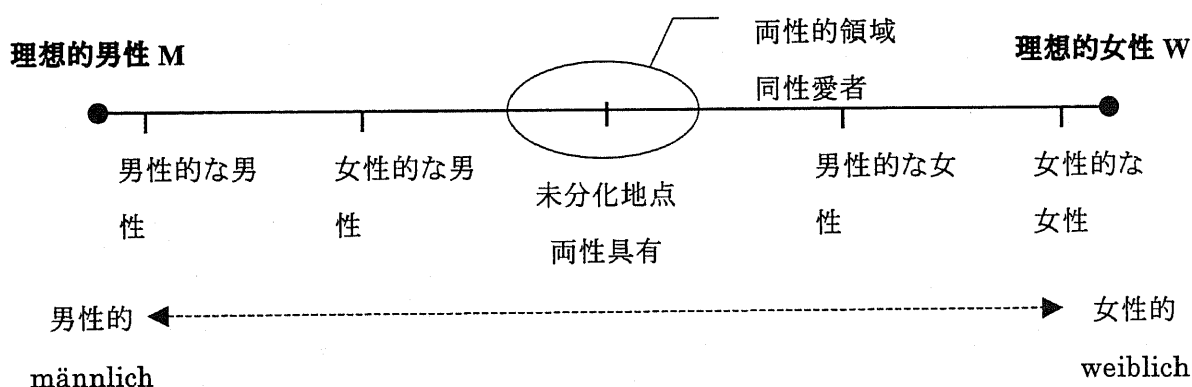 両性的領域
同性愛者
理想的男性 M
理想的女性 W
男性的な男
性
女性的な男
性
未分化地点
両性具有
男性的な女
性
女性的な
女性
男性的
männlich
女性的
weiblich